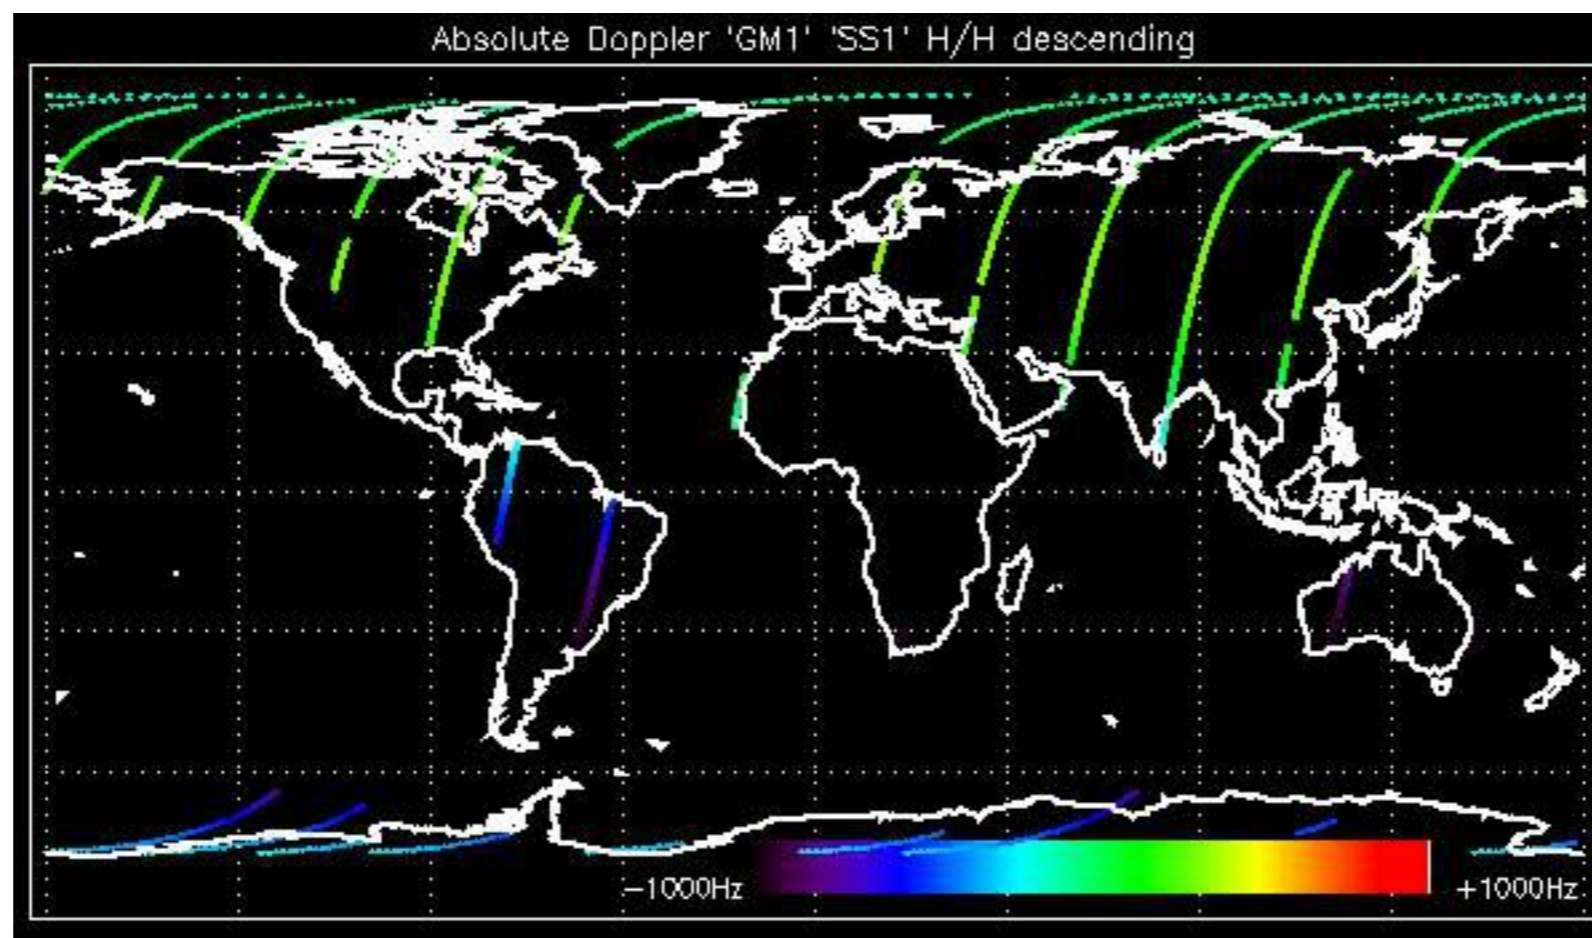 Absolute Doppler 'GM1' 'SS1' H/H descending
−1000Hz
+1000Hz